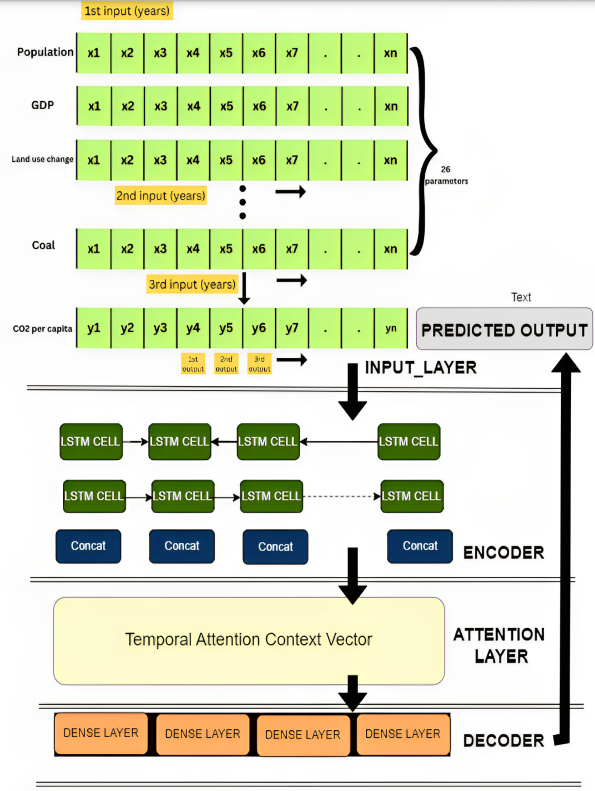 1st input (years)
Population x1 x2 x3 x4 x5 x6 x7 . . xn
GDP x1 x2 x3 x4 x5 x6 x7 . . xn
Land use change x1 x2 x3 x4 x5 x6 x7 . . xn
26
parameters
2nd input (years)
Coal x1 x2 x3 x4 x5 x6 x7 . . xn
3rd input (years)
Text
CO2 per capita y1 y2 y3 y4 y5 y6 y7 . . yn
PREDICTED OUTPUT
1st output
2nd output
3rd output
INPUT_LAYER
LSTM CELL LSTM CELL LSTM CELL LSTM CELL
LSTM CELL LSTM CELL LSTM CELL LSTM CELL
Concat Concat Concat Concat
ENCODER
Temporal Attention Context Vector
ATTENTION
LAYER
DENSE LAYER DENSE LAYER DENSE LAYER DENSE LAYER
DECODER